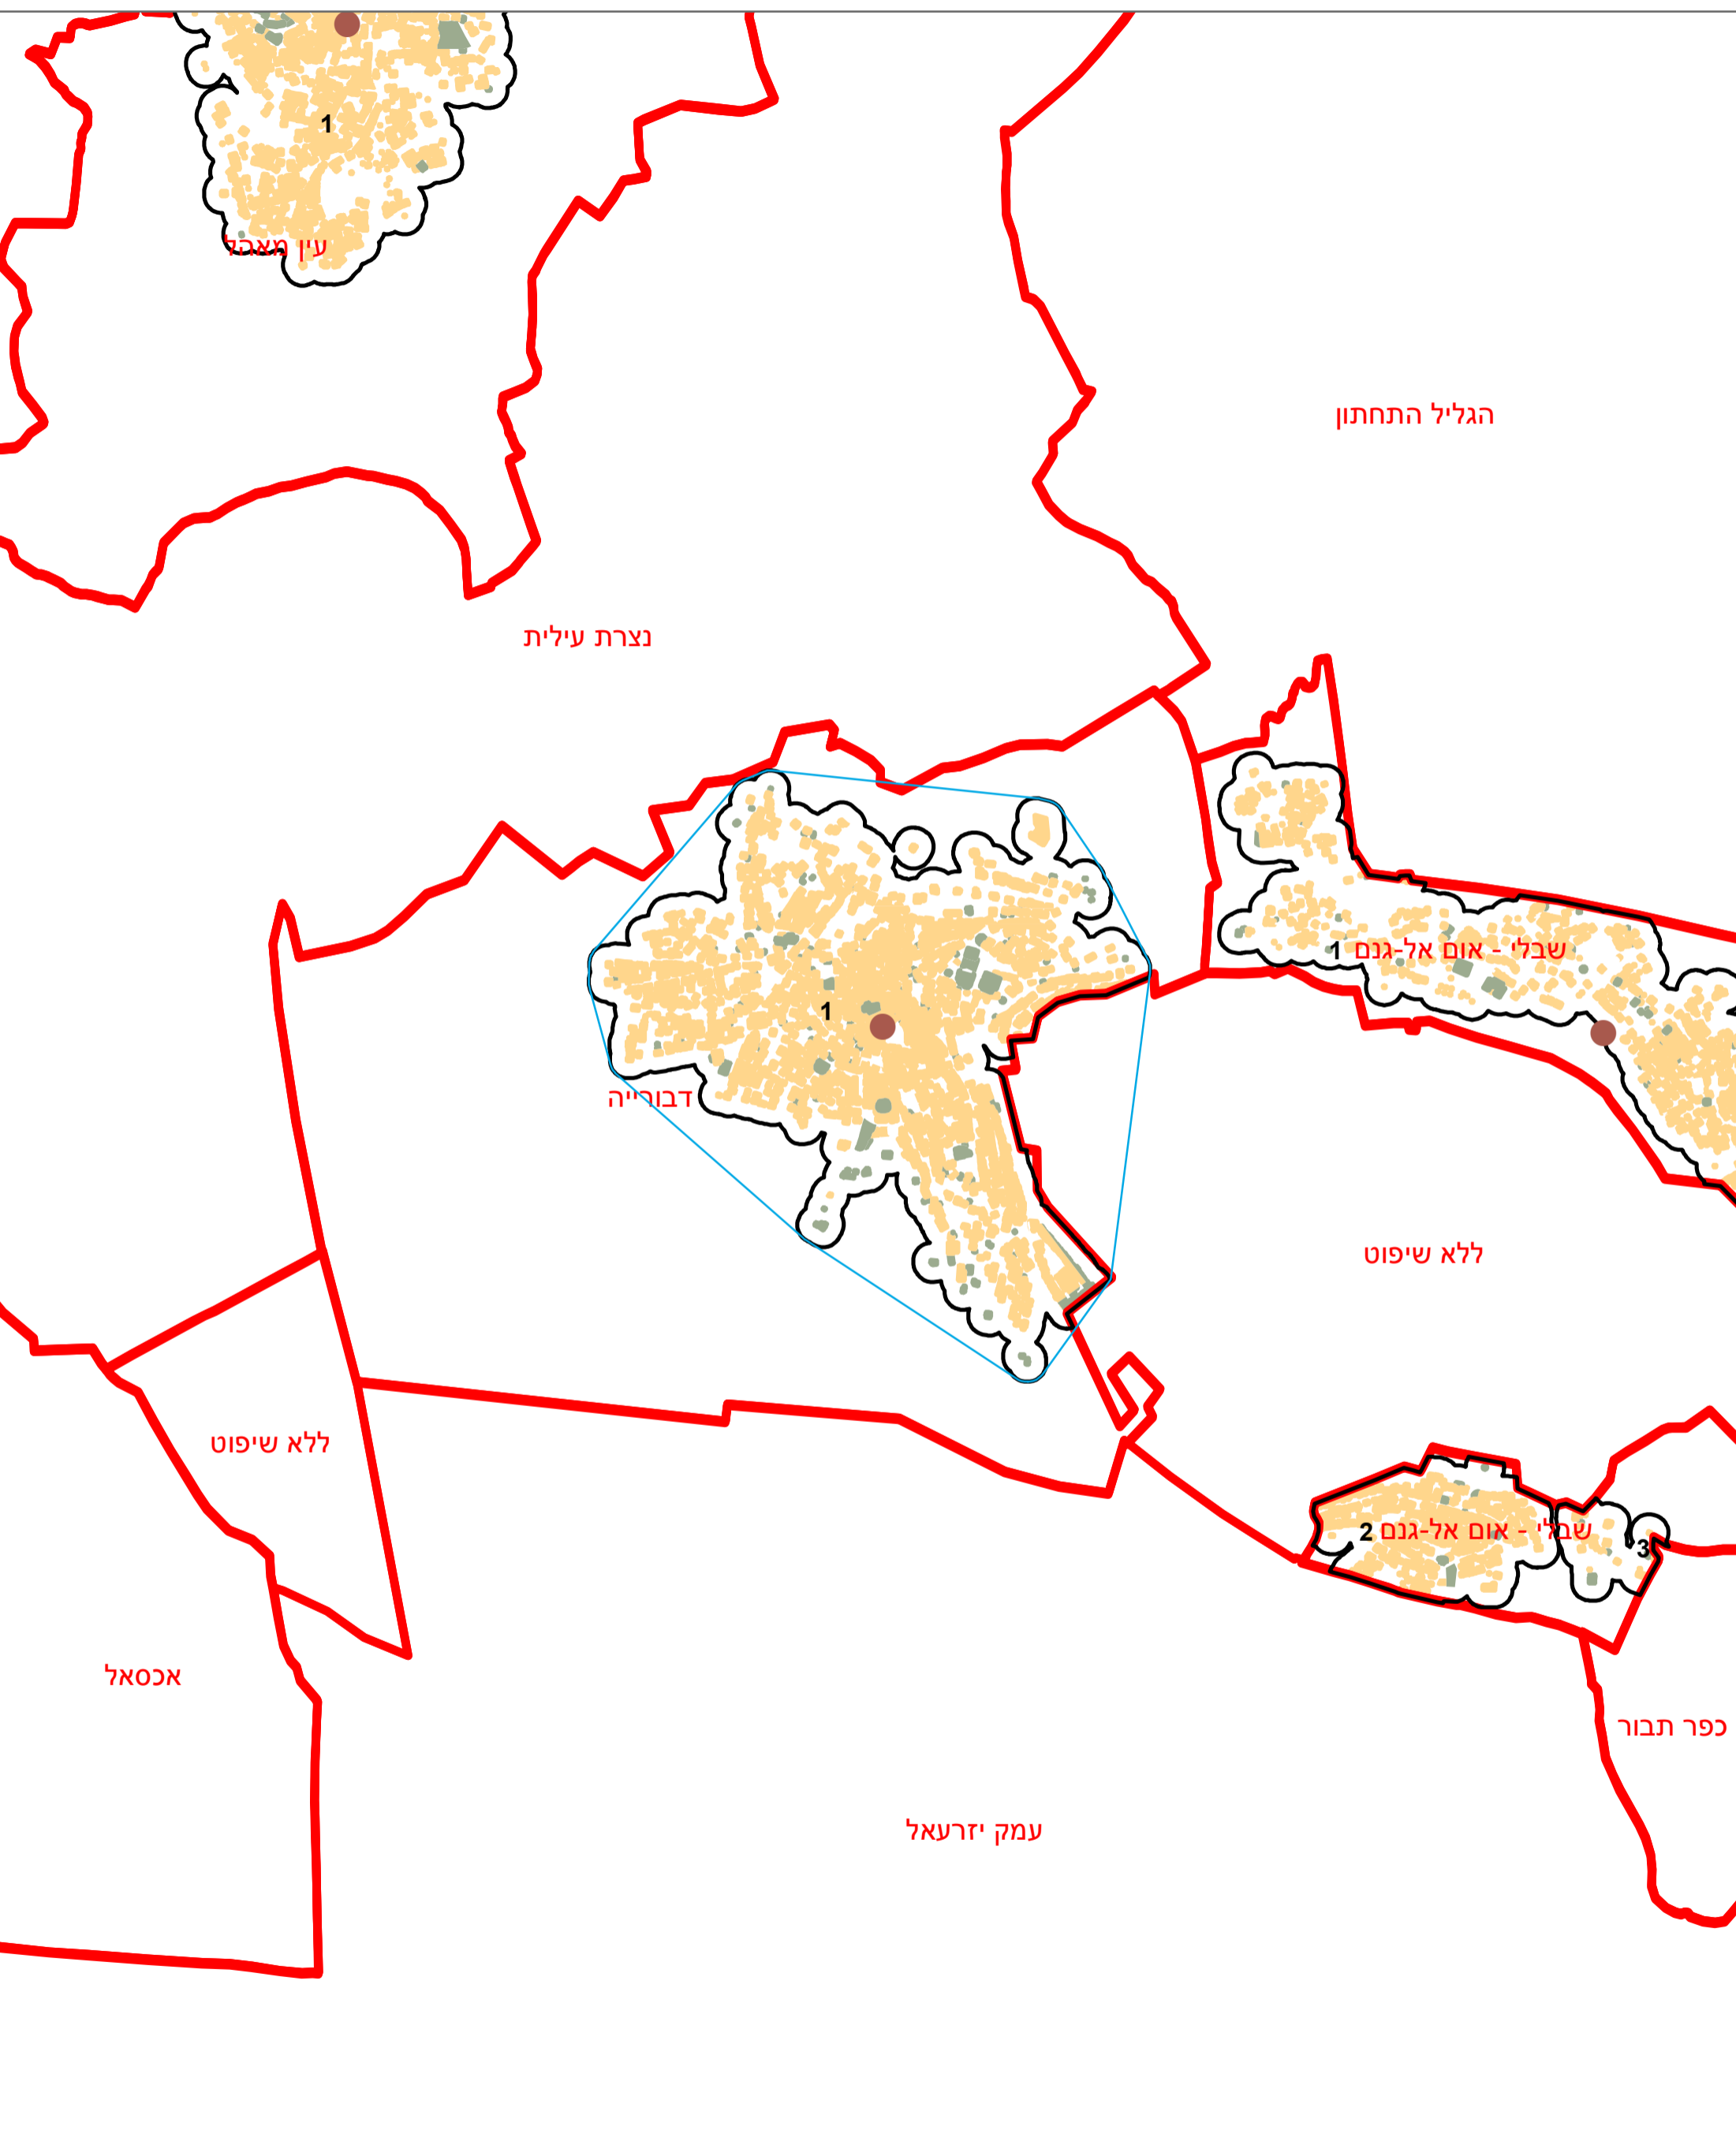 1
עין מאהל
הגליל התחתון
נצרת עילית
1 שבלי - אום אל-גנם
1
דבורייה
ללא שיפוט
ללא שיפוט
2 שבלי - אום אל-גנם
3
אכסאל
כפר תבור
עמק יזרעאל